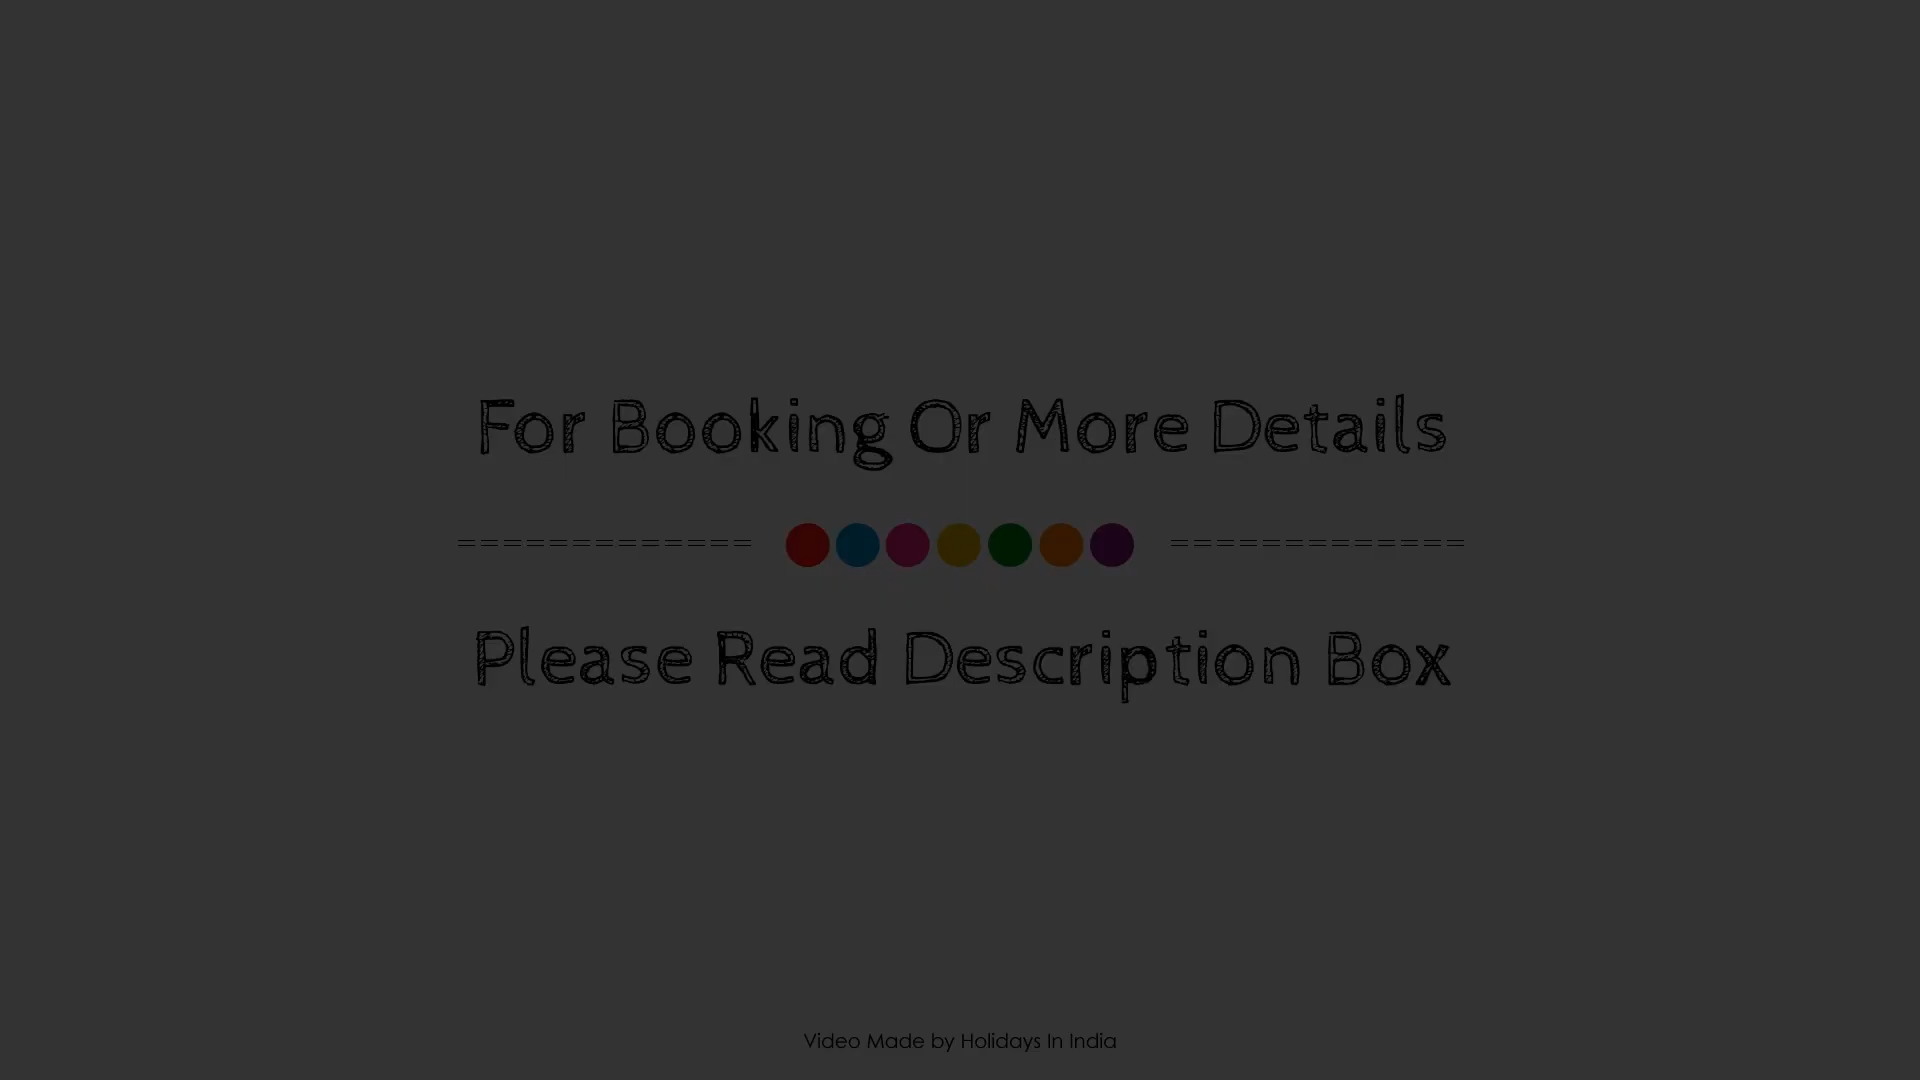 For Booking Or More Details
============= =============
Please Read Description Box
Video Made by Holidays In India